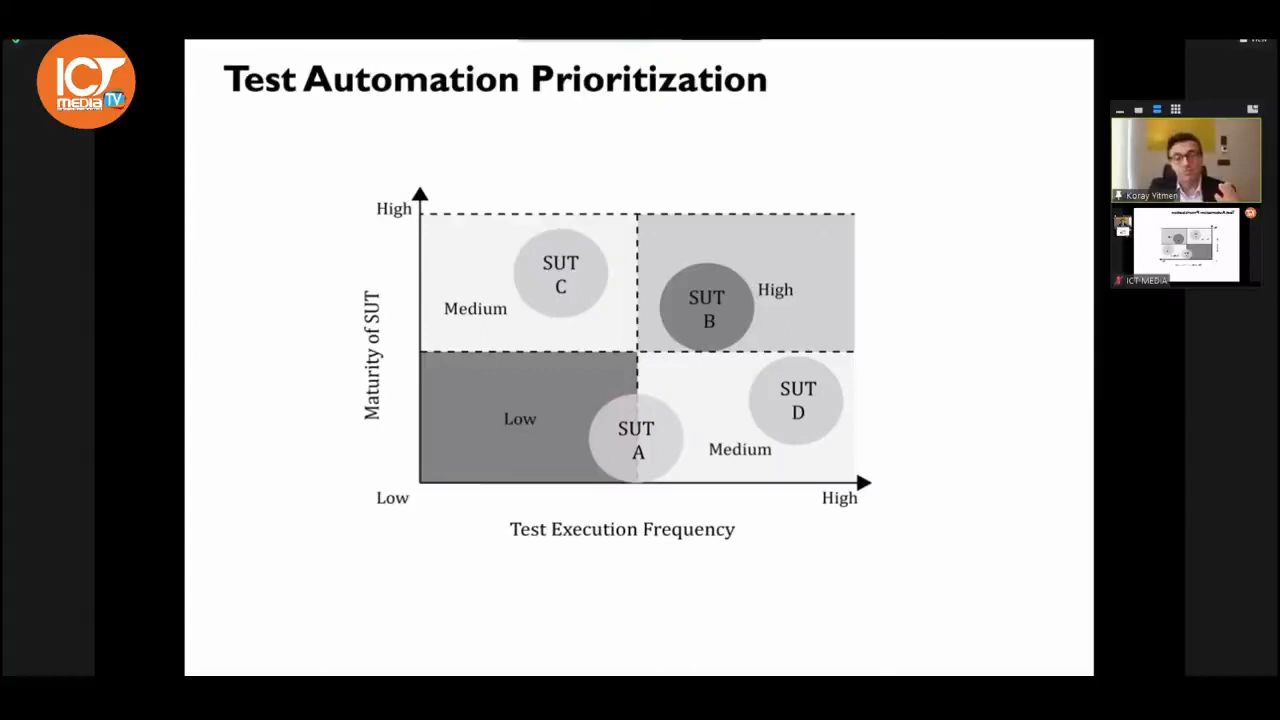 ICT
MEDIA TV
Test Automation Prioritization
High
SUT
C
Medium
SUT
B
High
Maturity of SUT
Low
SUT
A
SUT
D
Medium
Low
High
Test Execution Frequency
Koray Yitmen
ICT-MEDIA